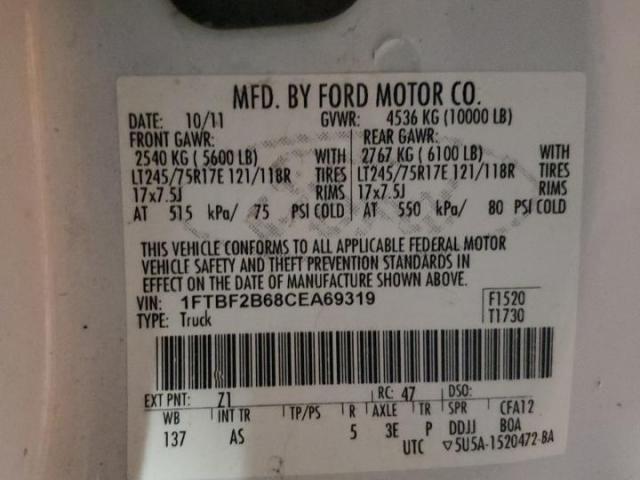 MFD. BY FORD MOTOR CO.
DATE: 10/11 GVWR: 4536 KG (10000 LB)
FRONT GAWR: REAR GAWR:
2540 KG ( 5600 LB) WITH 2767 KG ( 6100 LB) WITH
LT245/75R17E 121/118R TIRES LT245/75R17E 121/118R TIRES
17x7.5J RIMS 17x7.5J RIMS
AT 515 kPa/ 75 PSI COLD AT 550 kPa/ 80 PSI COLD
THIS VEHICLE CONFORMS TO ALL APPLICABLE FEDERAL MOTOR
VEHICLE SAFETY AND THEFT PREVENTION STANDARDS IN
EFFECT ON THE DATE OF MANUFACTURE SHOWN ABOVE.
VIN: 1FTBF2B68CEA69319 F1520
TYPE: Truck T1730
EXT PNT: Z1 RC: 47 DSO:
WB INT TR TP/PS R AXLE TR SPR CFA12
137 AS 5 3E P DDJJ BOA
UTC ▽5U5A-1520472-BA